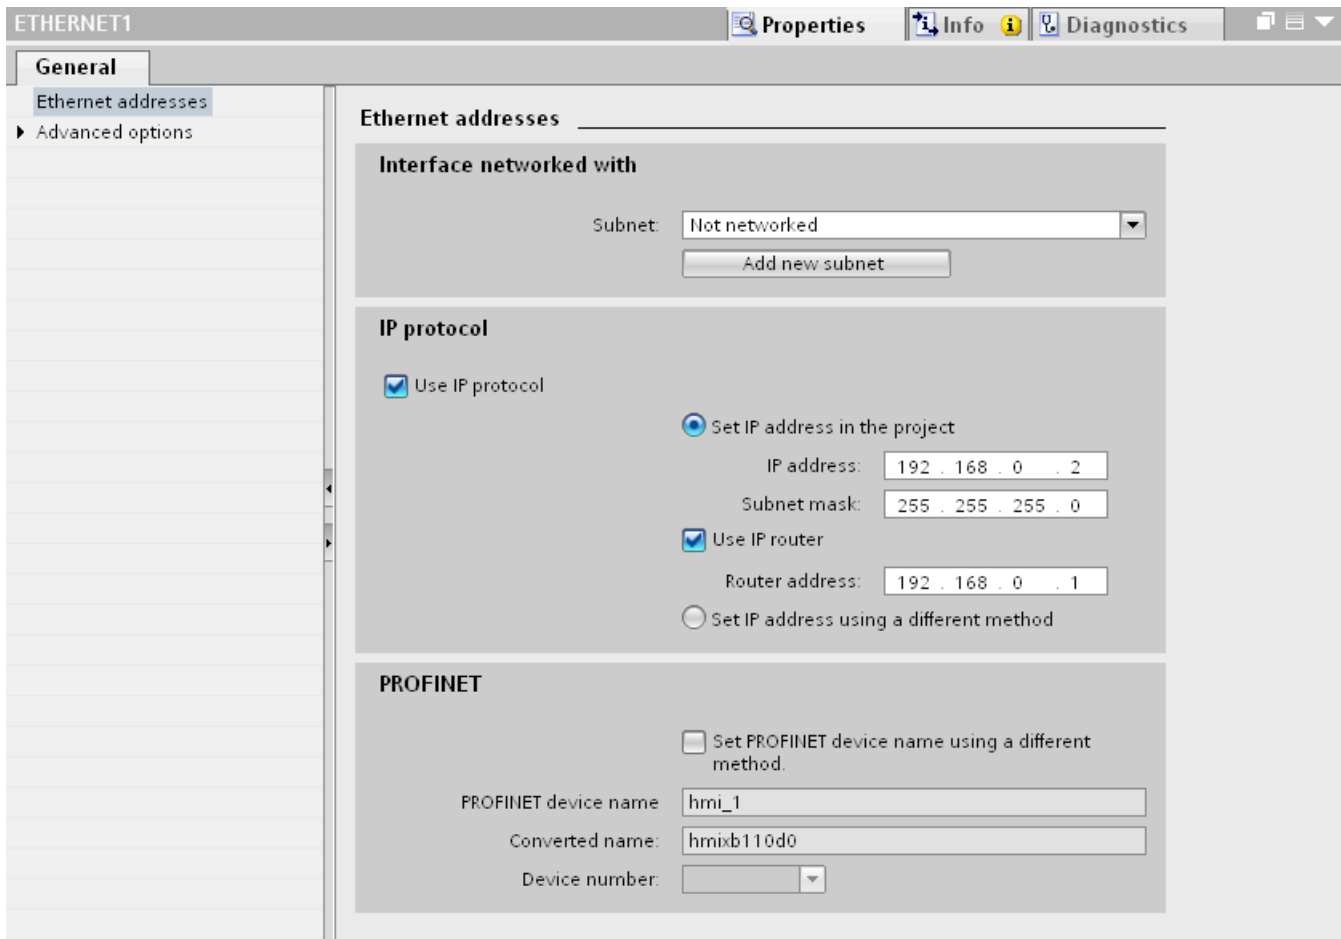 ETHERNET1 Properties Info Diagnostics
General
Ethernet addresses
Advanced options
Ethernet addresses
Interface networked with
Subnet: Not networked
Add new subnet
IP protocol
Use IP protocol
Set IP address in the project
IP address: 192 . 168 . 0 . 2
Subnet mask: 255 . 255 . 255 . 0
Use IP router
Router address: 192 . 168 . 0 . 1
Set IP address using a different method
PROFINET
Set PROFINET device name using a different
method.
PROFINET device name hmi_1
Converted name: hmixb110d0
Device number: